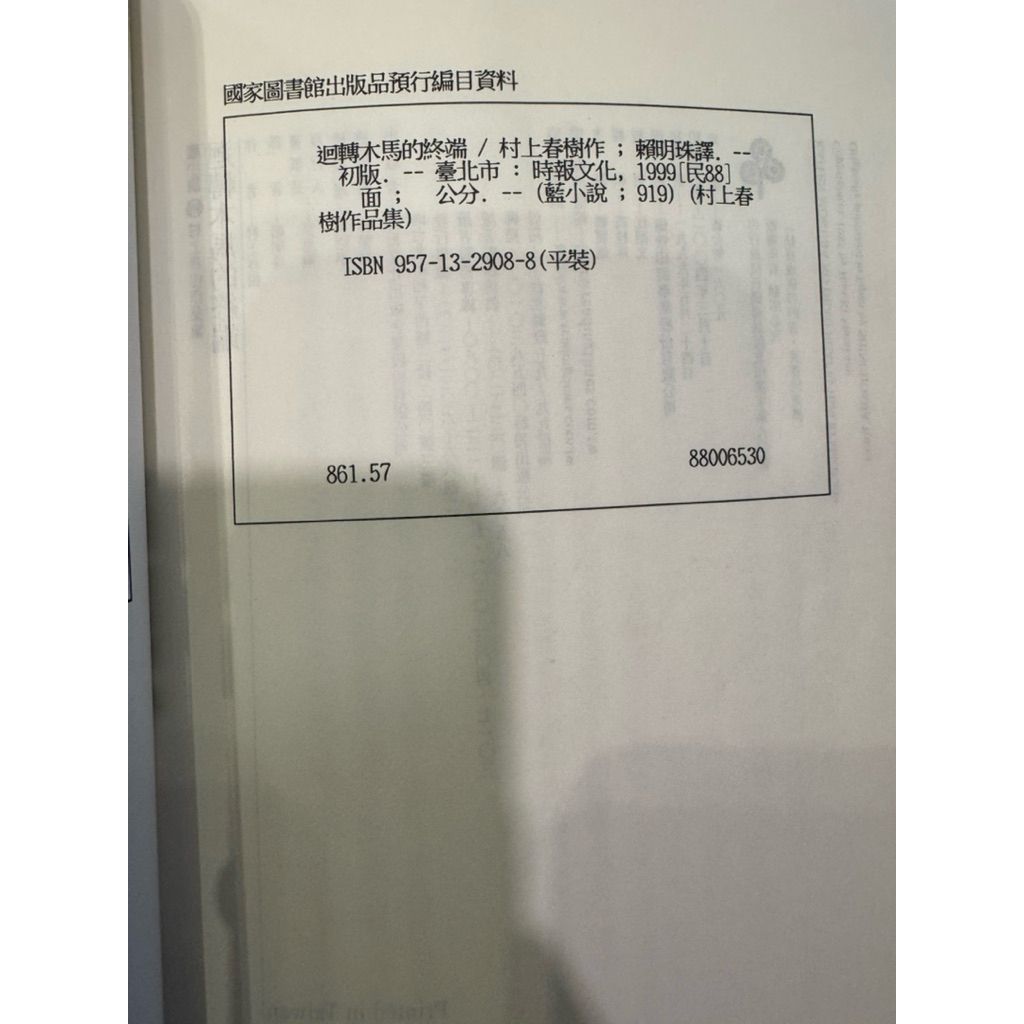 國家圖書館出版品預行編目資料
迴轉木馬的終端 / 村上春樹作 ; 賴明珠譯. --
初版. -- 臺北市 : 時報文化, 1999[民88]
面 ; 公分. -- (藍小說 ; 919) (村上春
樹作品集)
ISBN 957-13-2908-8(平裝)
861.57 88006530